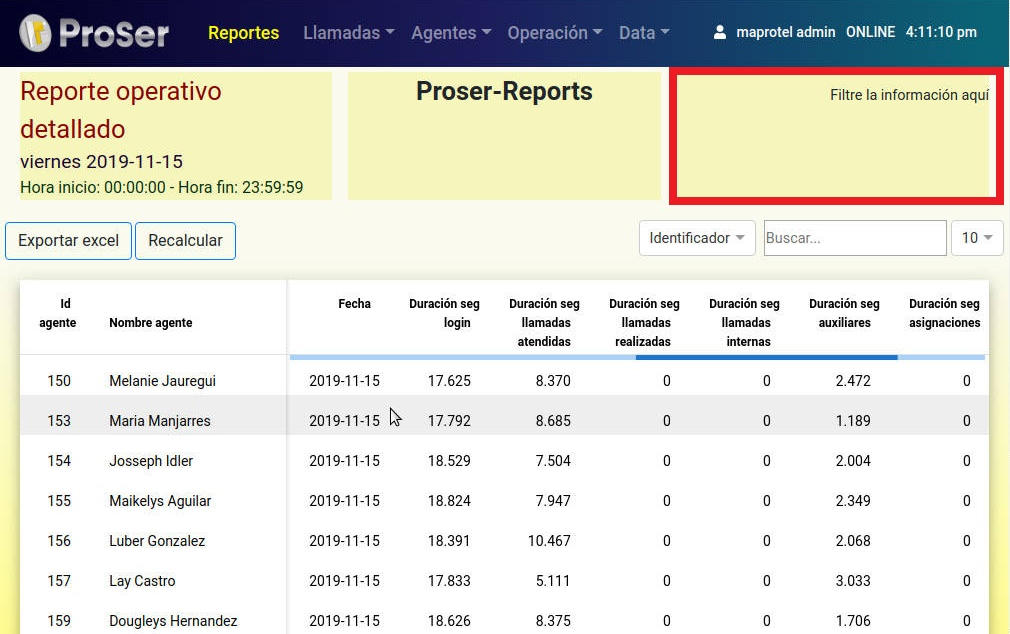 ProSer Reportes Llamadas Agentes Operación Data maprotel admin ONLINE 4:11:10 pm
Reporte operativo
detallado
viernes 2019-11-15
Hora inicio: 00:00:00 - Hora fin: 23:59:59
Proser-Reports
Filtre la información aquí
Exportar excel Recalcular Identificador Buscar... 10
Id agente Nombre agente Fecha Duración seg login Duración seg llamadas atendidas Duración seg llamadas realizadas Duración seg llamadas internas Duración seg auxiliares Duración seg asignaciones
150 Melanie Jauregui 2019-11-15 17.625 8.370 0 0 2.472 0
153 Maria Manjarres 2019-11-15 17.792 8.685 0 0 1.189 0
154 Josseph Idler 2019-11-15 18.529 7.504 0 0 2.004 0
155 Maikelys Aguilar 2019-11-15 18.824 7.947 0 0 2.349 0
156 Luber Gonzalez 2019-11-15 18.391 10.467 0 0 2.068 0
157 Lay Castro 2019-11-15 17.833 5.111 0 0 3.033 0
159 Dougleys Hernandez 2019-11-15 18.626 8.375 0 0 1.706 0